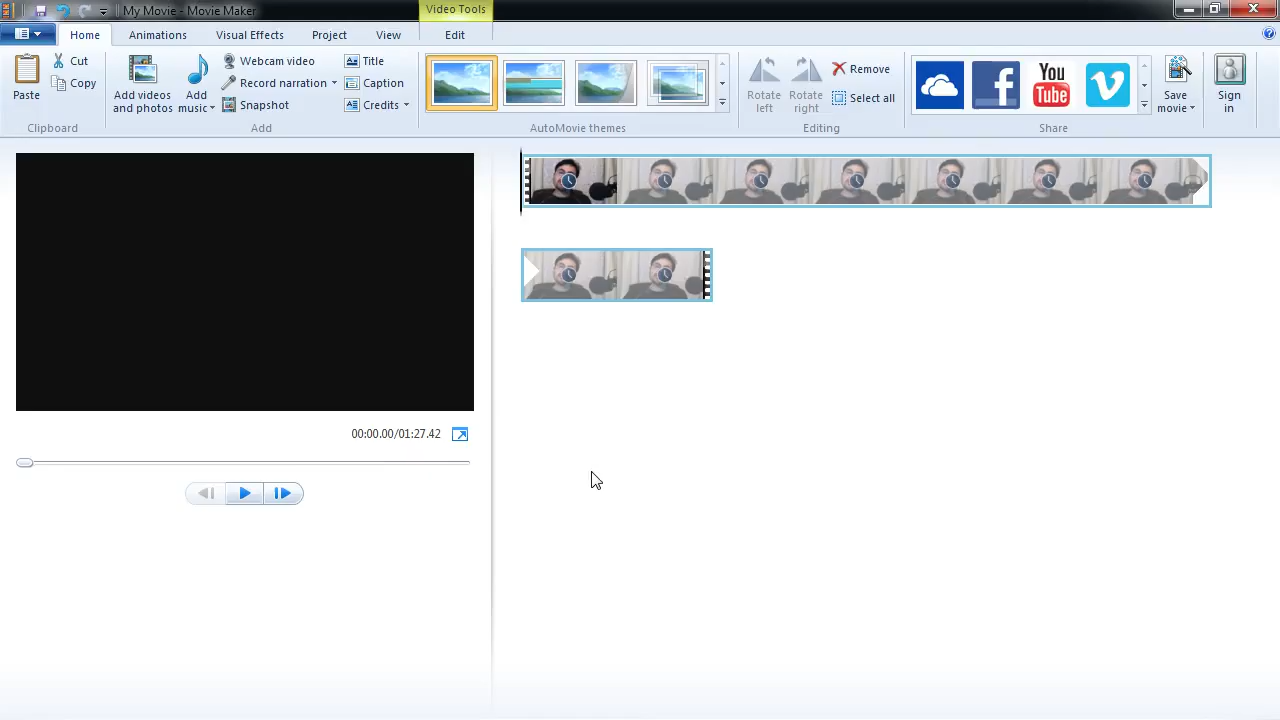 My Movie - Movie Maker
Video Tools
Home
Animations
Visual Effects
Project
View
Edit
Paste
Cut
Copy
Clipboard
Add videos
and photos
Add
music
Webcam video
Record narration
Snapshot
Title
Caption
Credits
Add
AutoMovie themes
Rotate
left
Rotate
right
Remove
Select all
Editing
You
Tube
Share
Save
movie
Sign
in
00:00.00/01:27.42